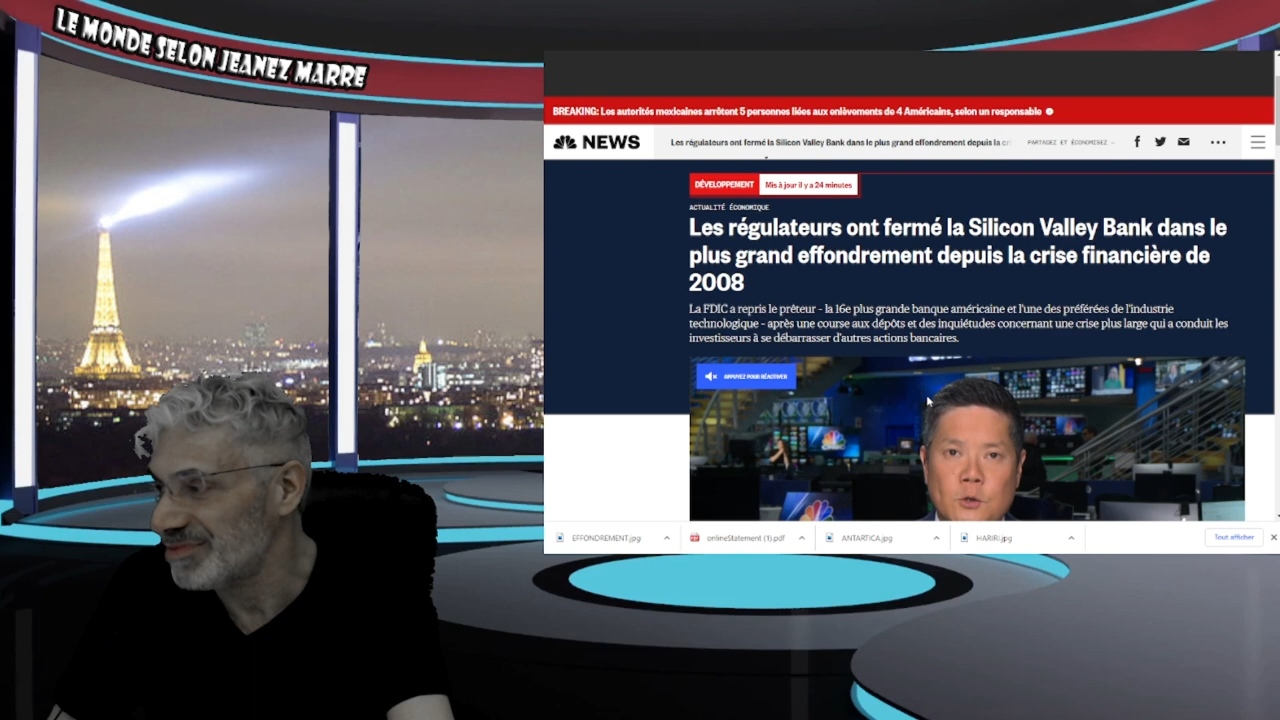 LE MONDE SELON JEANEZ MARRE
BREAKING: Les autorités mexicaines arrêtent 5 personnes liées aux enlèvements de 4 Américains, selon un responsable
NEWS
Les régulateurs ont fermé la Silicon Valley Bank dans le plus grand effondrement depuis la cri
PARTAGEZ ET ÉCONOMISEZ
DÉVELOPPEMENT
Mis à jour il y a 24 minutes
ACTUALITÉ ÉCONOMIQUE
Les régulateurs ont fermé la Silicon Valley Bank dans le
plus grand effondrement depuis la crise financière de
2008
La FDIC a repris le prêteur - la 16e plus grande banque américaine et l'une des préférées de l'industrie
technologique - après une course aux dépôts et des inquiétudes concernant une crise plus large qui a conduit les
investisseurs à se débarrasser d'autres actions bancaires.
APPUYEZ POUR RÉACTIVER
EFFONDREMENT.jpg
onlineStatement (1).pdf
ANTARTICA.jpg
HARIRI.jpg
Tout afficher